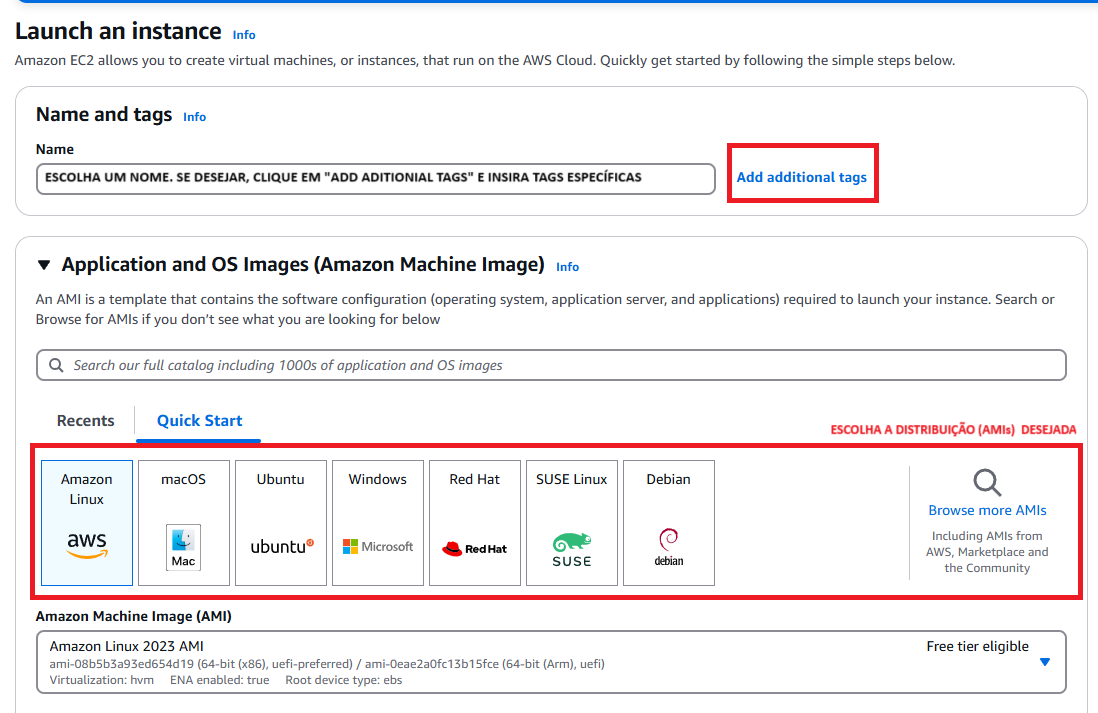 Launch an instance Info
Amazon EC2 allows you to create virtual machines, or instances, that run on the AWS Cloud. Quickly get started by following the simple steps below.
Name and tags Info
Name
ESCOLHA UM NOME. SE DESEJAR, CLIQUE EM "ADD ADITIONIAL TAGS" E INSIRA TAGS ESPECÍFICAS
Add additional tags
Application and OS Images (Amazon Machine Image) Info
An AMI is a template that contains the software configuration (operating system, application server, and applications) required to launch your instance. Search or
Browse for AMIs if you don’t see what you are looking for below
Search our full catalog including 1000s of application and OS images
Recents
Quick Start
ESCOLHA A DISTRIBUIÇÃO (AMIs) DESEJADA
Amazon
Linux
aws
macOS
Mac
Ubuntu
ubuntu
Windows
Microsoft
Red Hat
Red Hat
SUSE Linux
SUSE
Debian
debian
Browse more AMIs
Including AMIs from
AWS, Marketplace and
the Community
Amazon Machine Image (AMI)
Amazon Linux 2023 AMI
Free tier eligible
ami-08b5b3a93ed654d19 (64-bit (x86), uefi-preferred) / ami-0eae2a0fc13b15fce (64-bit (Arm), uefi)
Virtualization: hvm ENA enabled: true Root device type: ebs